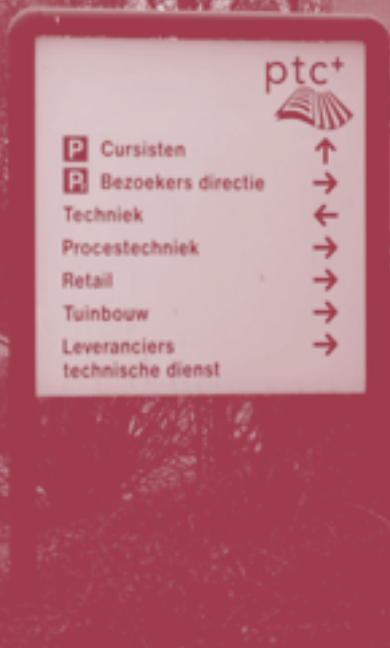 ptc+
P Cursisten ↑
P Bezoekers directie →
Techniek ←
Procestechniek →
Retail →
Tuinbouw →
Leveranciers →
technische dienst